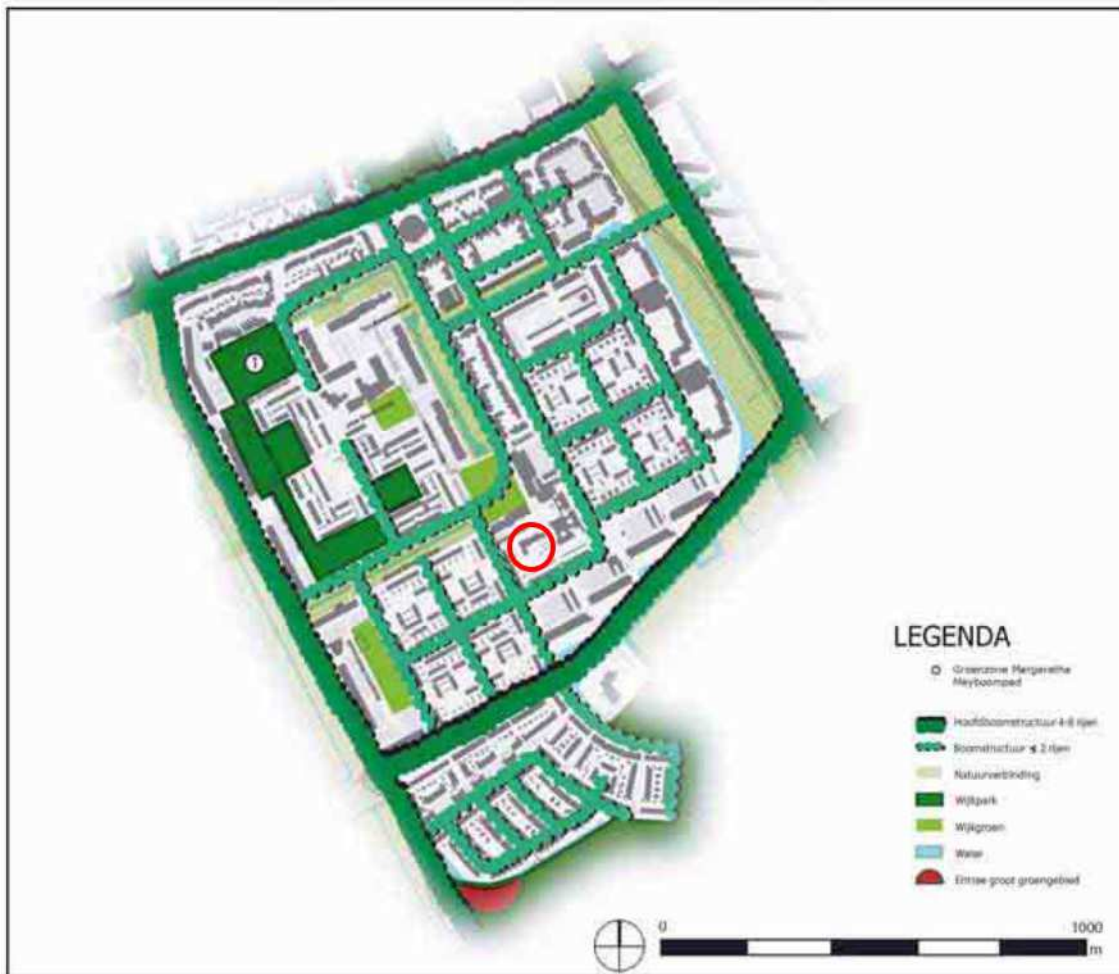 LEGENDA
Groenzone Margaretha
Meyboompad
Hoofdboomstructuur 4-8 rijen
Boomstructuur ≤ 2 rijen
Natuurverbinding
Wijkpark
Wijkgroen
Water
Entree groot groengebied
0
1000
m